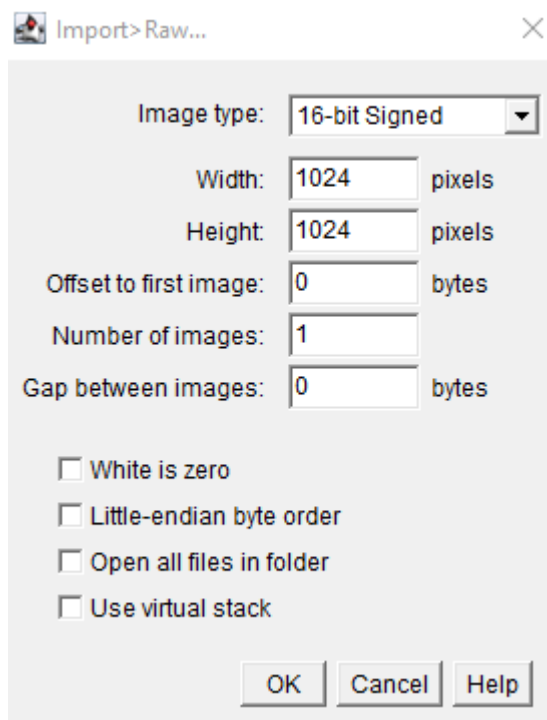 Import>Raw...
Image type: 16-bit Signed
Width: 1024 pixels
Height: 1024 pixels
Offset to first image: 0 bytes
Number of images: 1
Gap between images: 0 bytes
White is zero
Little-endian byte order
Open all files in folder
Use virtual stack
OK Cancel Help